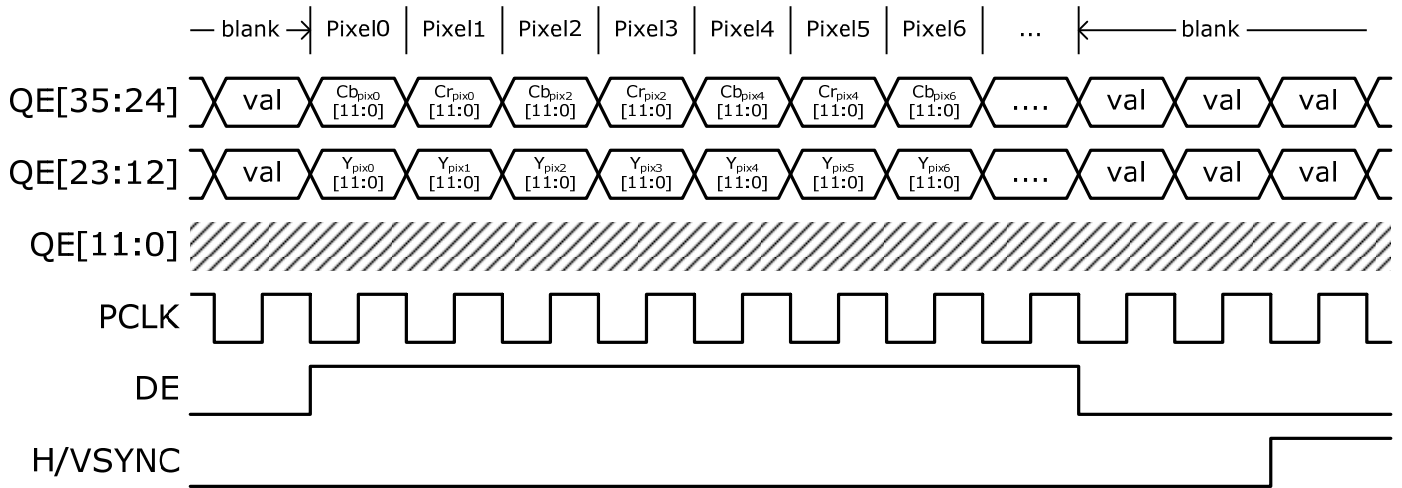 blank Pixel0 Pixel1 Pixel2 Pixel3 Pixel4 Pixel5 Pixel6 ... blank
QE[35:24] val Cbpix0 [11:0] Crpix0 [11:0] Cbpix2 [11:0] Crpix2 [11:0] Cbpix4 [11:0] Crpix4 [11:0] Cbpix6 [11:0] .... val val val
QE[23:12] val Ypix0 [11:0] Ypix1 [11:0] Ypix2 [11:0] Ypix3 [11:0] Ypix4 [11:0] Ypix5 [11:0] Ypix6 [11:0] .... val val val
QE[11:0]
PCLK
DE
H/VSYNC